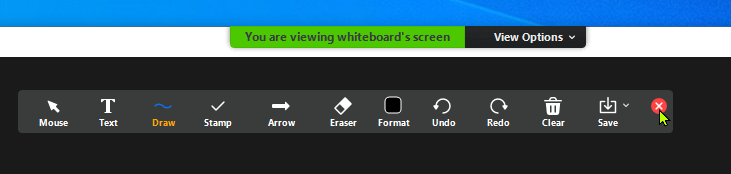 You are viewing whiteboard's screen View Options
T
Mouse Text Draw Stamp Arrow Eraser Format Undo Redo Clear Save